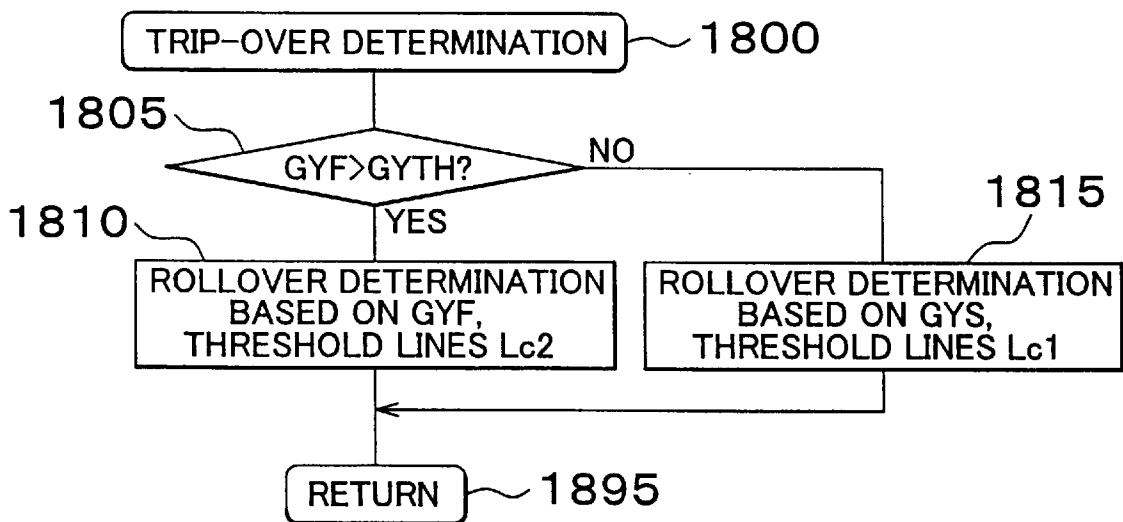 TRIP-OVER DETERMINATION
1800
1805
GYF>GYTH?
NO
YES
1810
ROLLOVER DETERMINATION
BASED ON GYF,
THRESHOLD LINES Lc2
1815
ROLLOVER DETERMINATION
BASED ON GYS,
THRESHOLD LINES Lc1
RETURN
1895